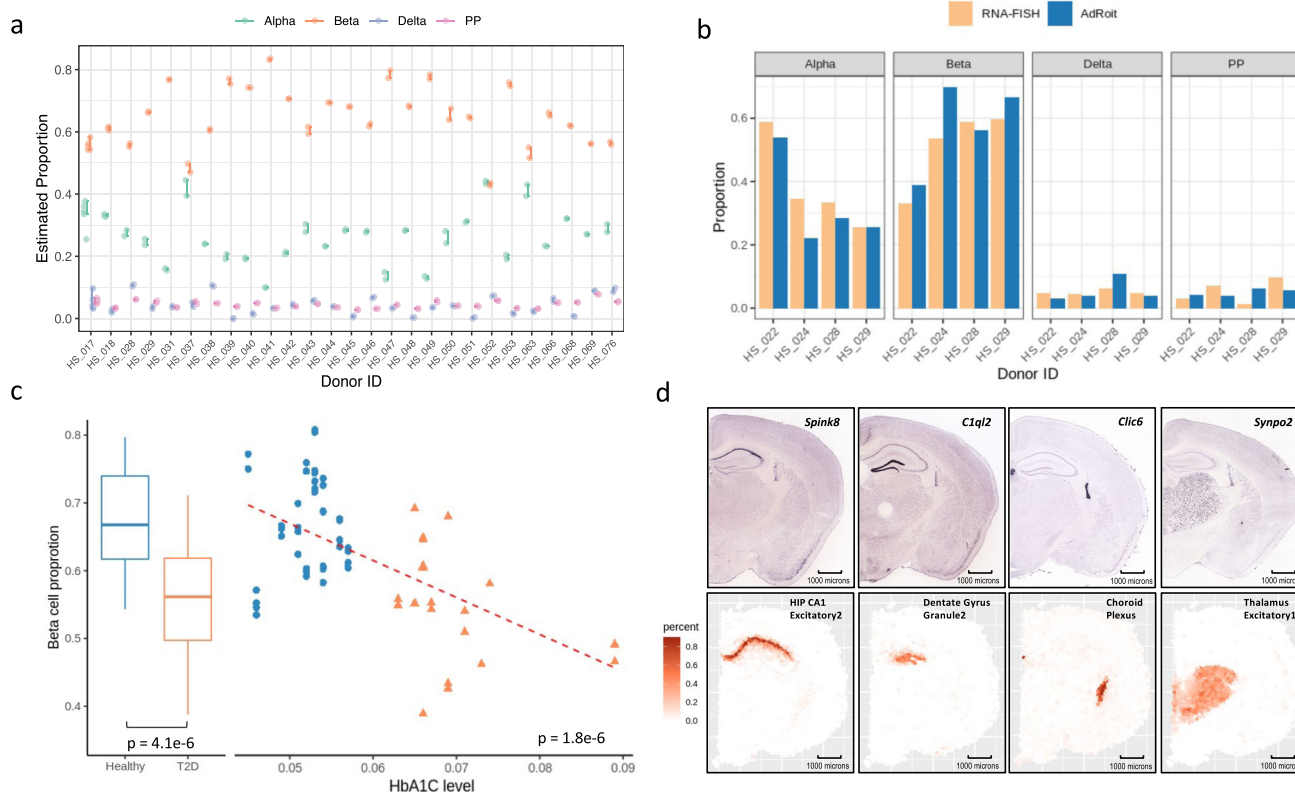 a
Alpha Beta Delta PP
Estimated Proportion
0.8
0.6
0.4
0.2
0.0
HS_017 HS_018 HS_028 HS_029 HS_031 HS_037 HS_038 HS_039 HS_040 HS_041 HS_042 HS_043 HS_044 HS_045 HS_046 HS_047 HS_048 HS_049 HS_050 HS_051 HS_052 HS_053 HS_063 HS_066 HS_068 HS_069 HS_076
Donor ID
b
RNA-FISH AdRoit
Alpha Beta Delta PP
Proportion
0.6
0.4
0.2
0.0
HS_022 HS_024 HS_028 HS_029 HS_022 HS_024 HS_028 HS_029 HS_022 HS_024 HS_028 HS_029 HS_022 HS_024 HS_028 HS_029
Donor ID
c
Beta cell proprotion
0.8
0.7
0.6
0.5
0.4
p = 4.1e-6
p = 1.8e-6
Healthy T2D
0.05 0.06 0.07 0.08 0.09
HbA1C level
d
Spink8 C1ql2 Clic6 Synpo2
1000 microns 1000 microns 1000 microns 1000 microns
percent
0.8
0.6
0.4
0.2
0.0
HIP CA1
Excitatory2
Dentate Gyrus
Granule2
Choroid
Plexus
Thalamus
Excitatory1
1000 microns 1000 microns 1000 microns 1000 microns